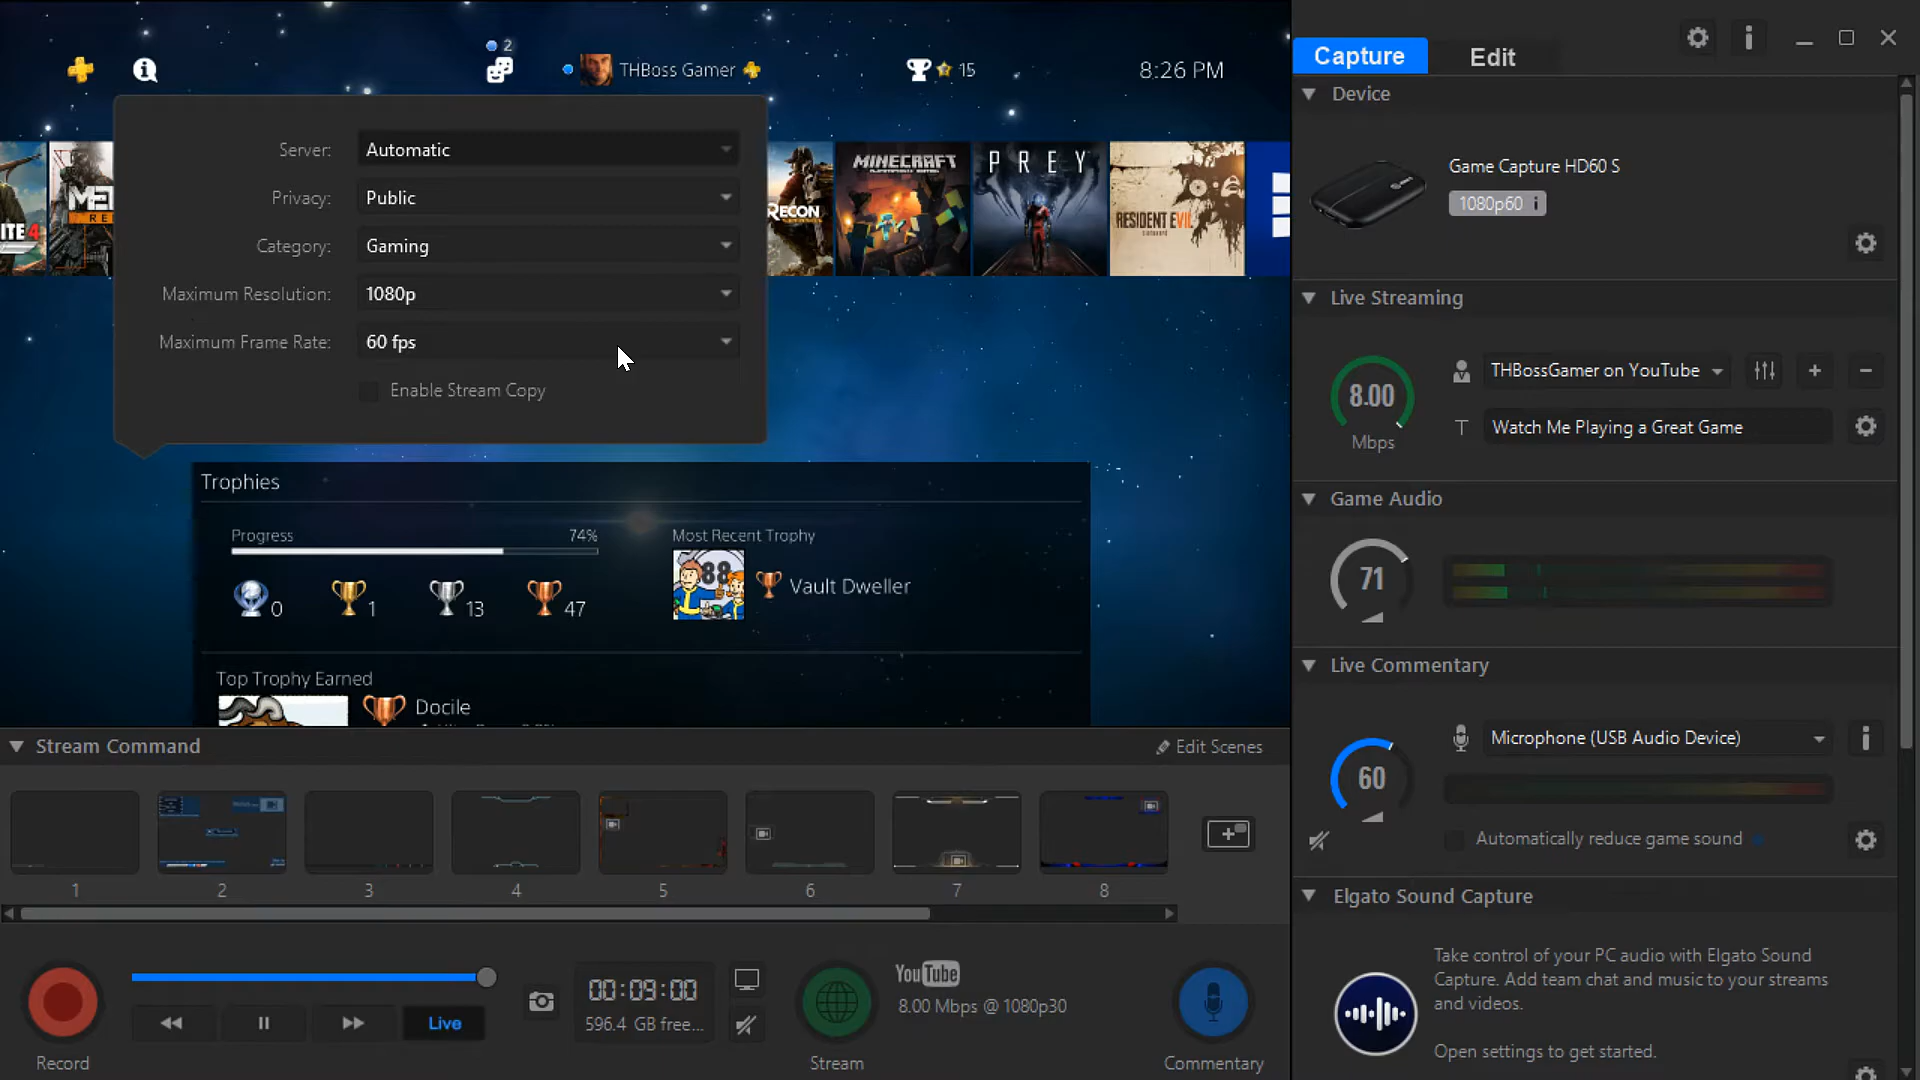 2
THBoss Gamer
15
8:26 PM
Capture
Edit
Server:
Automatic
Privacy:
Public
Category:
Gaming
Maximum Resolution:
1080p
Maximum Frame Rate:
60 fps
Enable Stream Copy
ITE 4
RECON
MINECRAFT
PREY
RESIDENT EVIL
Trophies
Progress
74%
0
1
13
47
Most Recent Trophy
88
Vault Dweller
Top Trophy Earned
Docile
Device
Game Capture HD60 S
1080p60
Live Streaming
8.00
Mbps
THBossGamer on YouTube
Watch Me Playing a Great Game
Game Audio
71
Live Commentary
60
Microphone (USB Audio Device)
Automatically reduce game sound
Elgato Sound Capture
Take control of your PC audio with Elgato Sound
Capture. Add team chat and music to your streams
and videos.
Open settings to get started.
Stream Command
Edit Scenes
1
2
3
4
5
6
7
8
Record
Live
00:09:00
596.4 GB free...
Stream
YouTube
8.00 Mbps @ 1080p30
Commentary